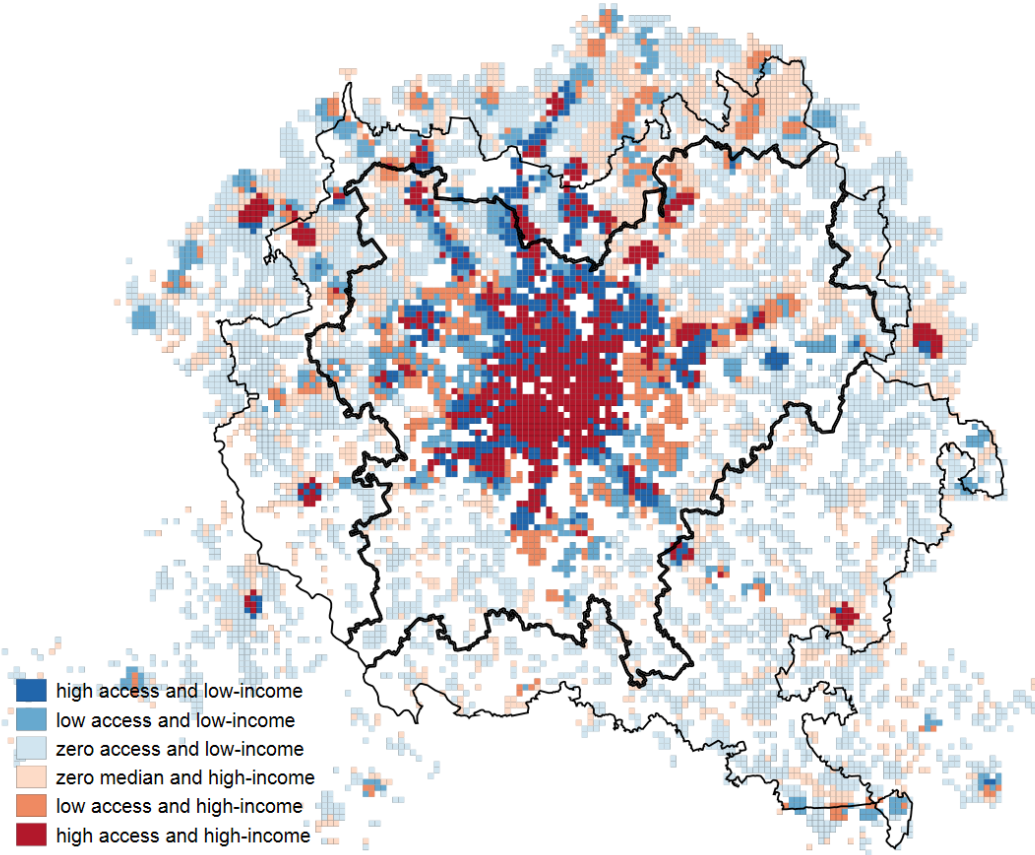 high access and low-income
low access and low-income
zero access and low-income
zero median and high-income
low access and high-income
high access and high-income